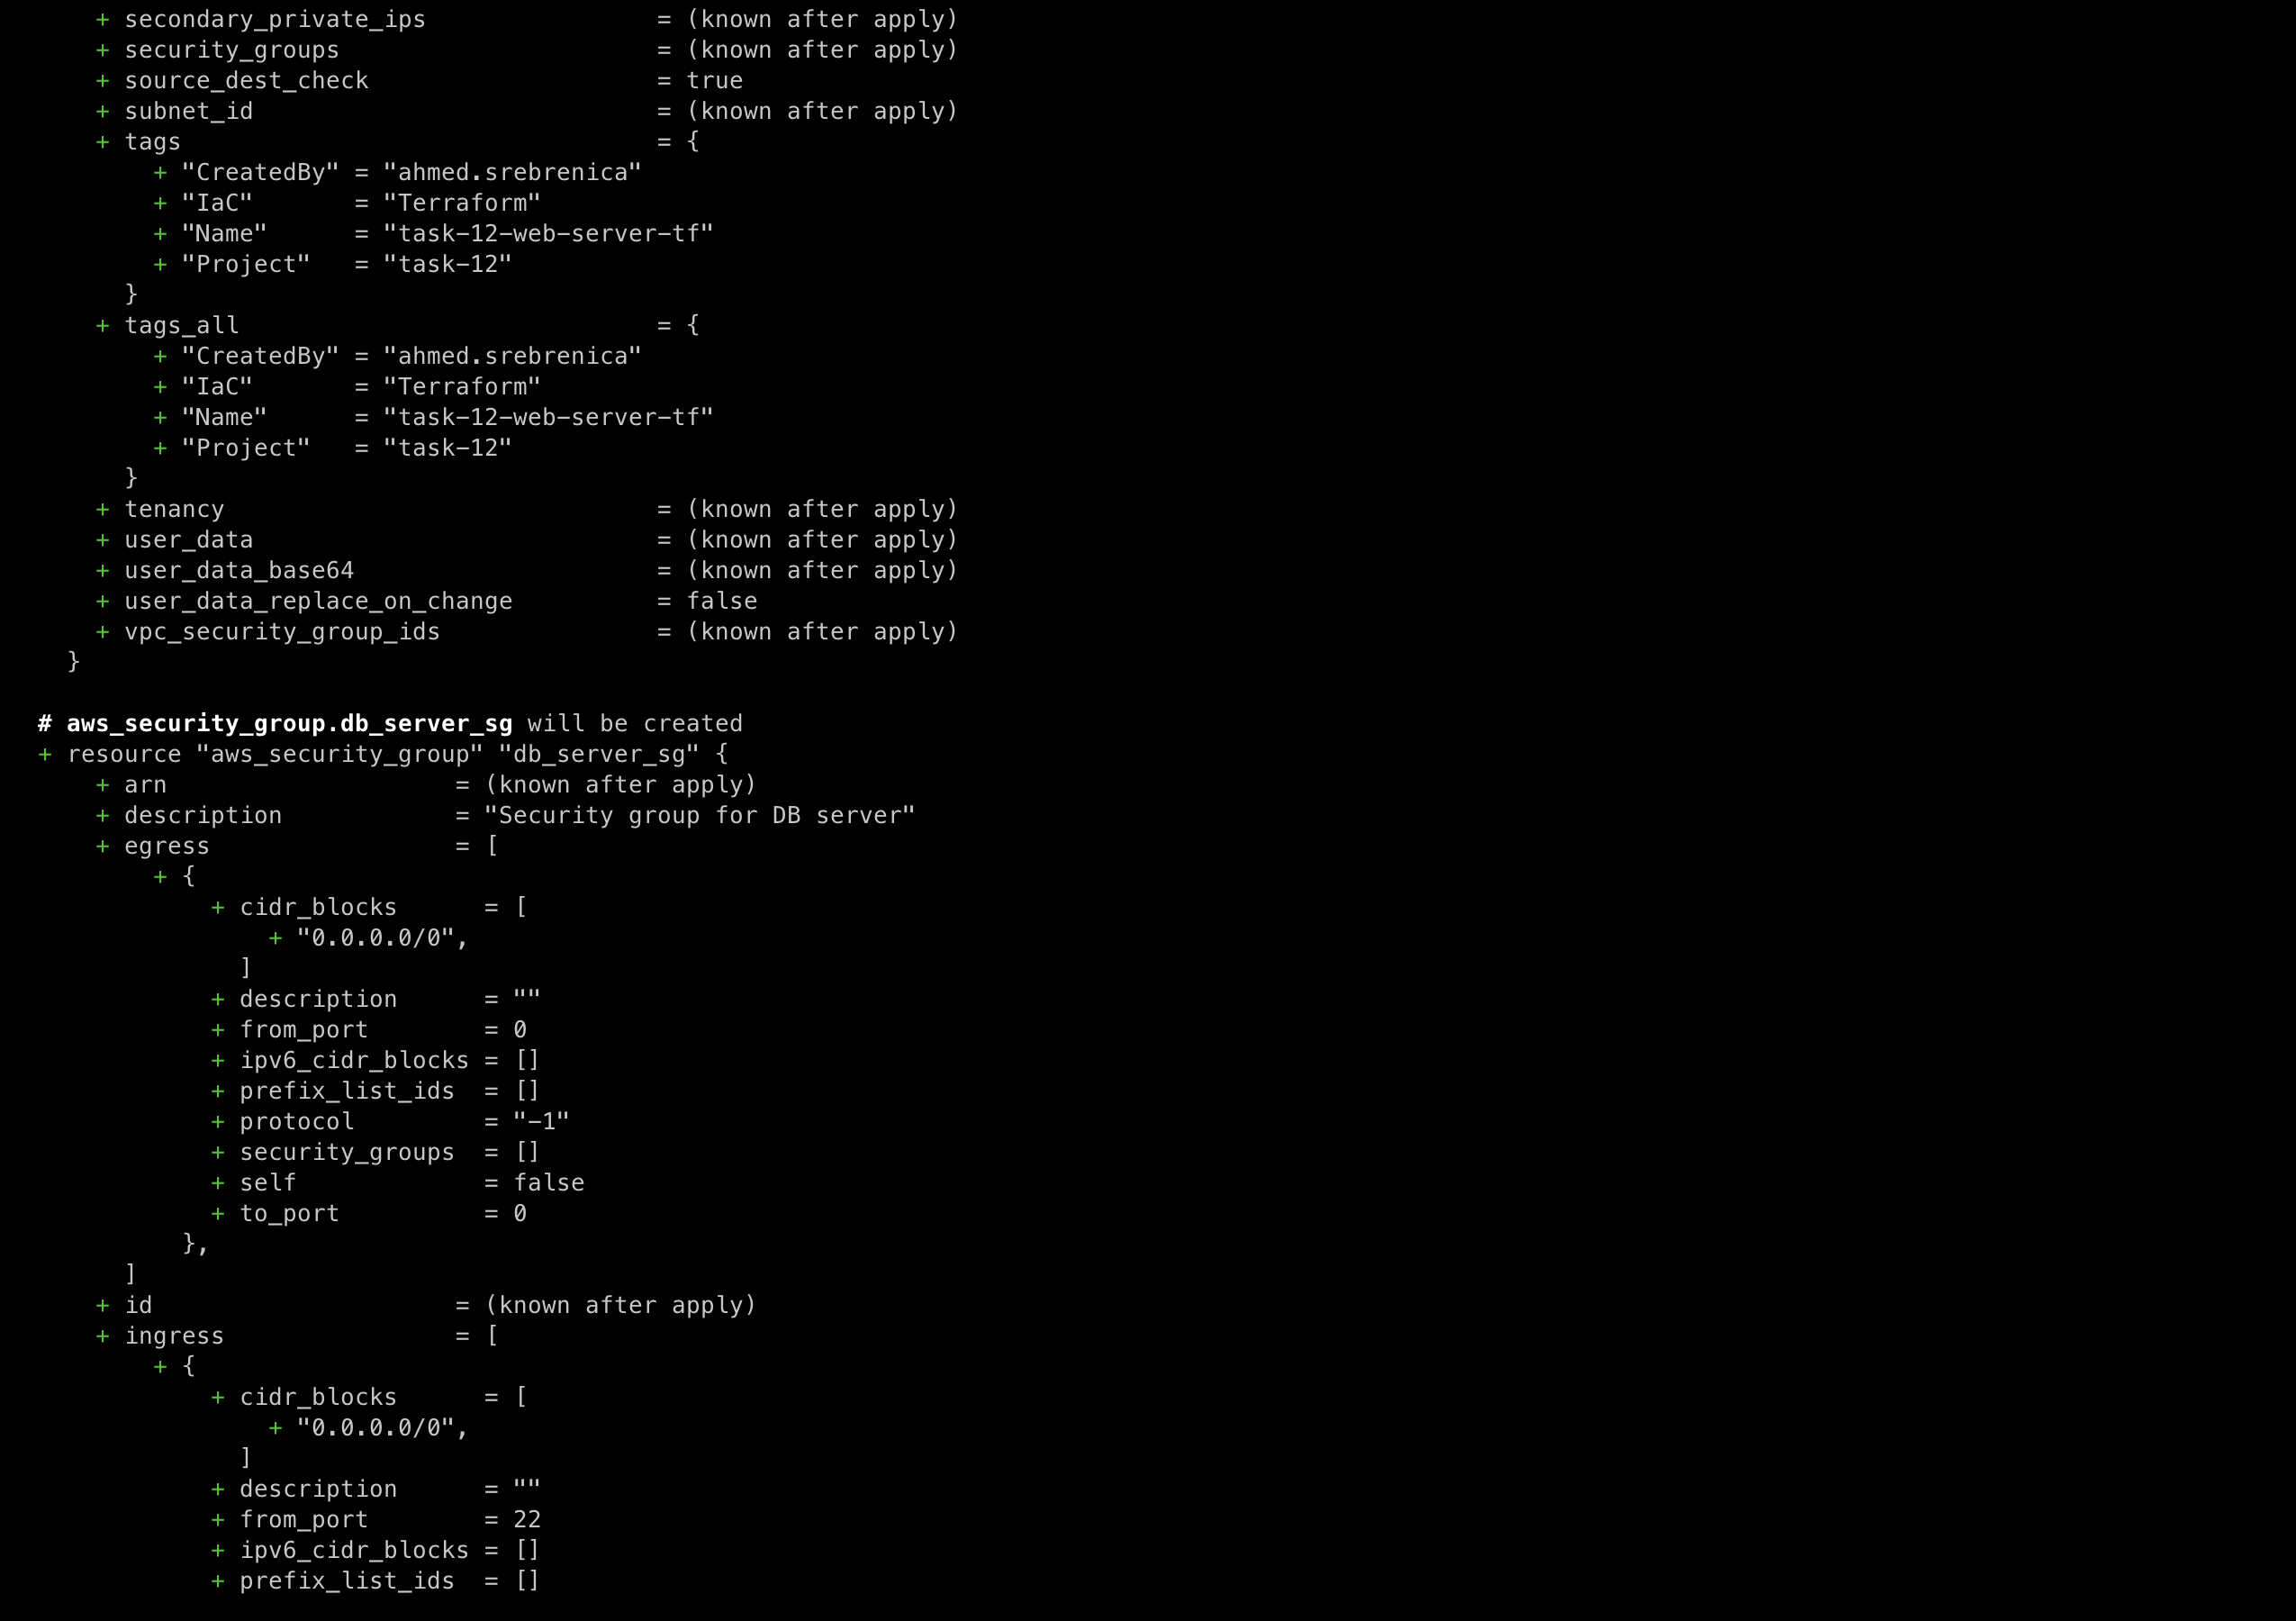 + secondary_private_ips                = (known after apply)
+ security_groups                      = (known after apply)
+ source_dest_check                    = true
+ subnet_id                            = (known after apply)
+ tags                                 = {
    + "CreatedBy" = "ahmed.srebrenica"
    + "IaC"       = "Terraform"
    + "Name"      = "task-12-web-server-tf"
    + "Project"   = "task-12"
  }
+ tags_all                             = {
    + "CreatedBy" = "ahmed.srebrenica"
    + "IaC"       = "Terraform"
    + "Name"      = "task-12-web-server-tf"
    + "Project"   = "task-12"
  }
+ tenancy                              = (known after apply)
+ user_data                            = (known after apply)
+ user_data_base64                     = (known after apply)
+ user_data_replace_on_change          = false
+ vpc_security_group_ids               = (known after apply)
}

# aws_security_group.db_server_sg will be created
+ resource "aws_security_group" "db_server_sg" {
    + arn                    = (known after apply)
    + description            = "Security group for DB server"
    + egress                 = [
        + {
            + cidr_blocks      = [
                + "0.0.0.0/0",
              ]
            + description      = ""
            + from_port        = 0
            + ipv6_cidr_blocks = []
            + prefix_list_ids  = []
            + protocol         = "-1"
            + security_groups  = []
            + self             = false
            + to_port          = 0
          },
      ]
    + id                     = (known after apply)
    + ingress                = [
        + {
            + cidr_blocks      = [
                + "0.0.0.0/0",
              ]
            + description      = ""
            + from_port        = 22
            + ipv6_cidr_blocks = []
            + prefix_list_ids  = []